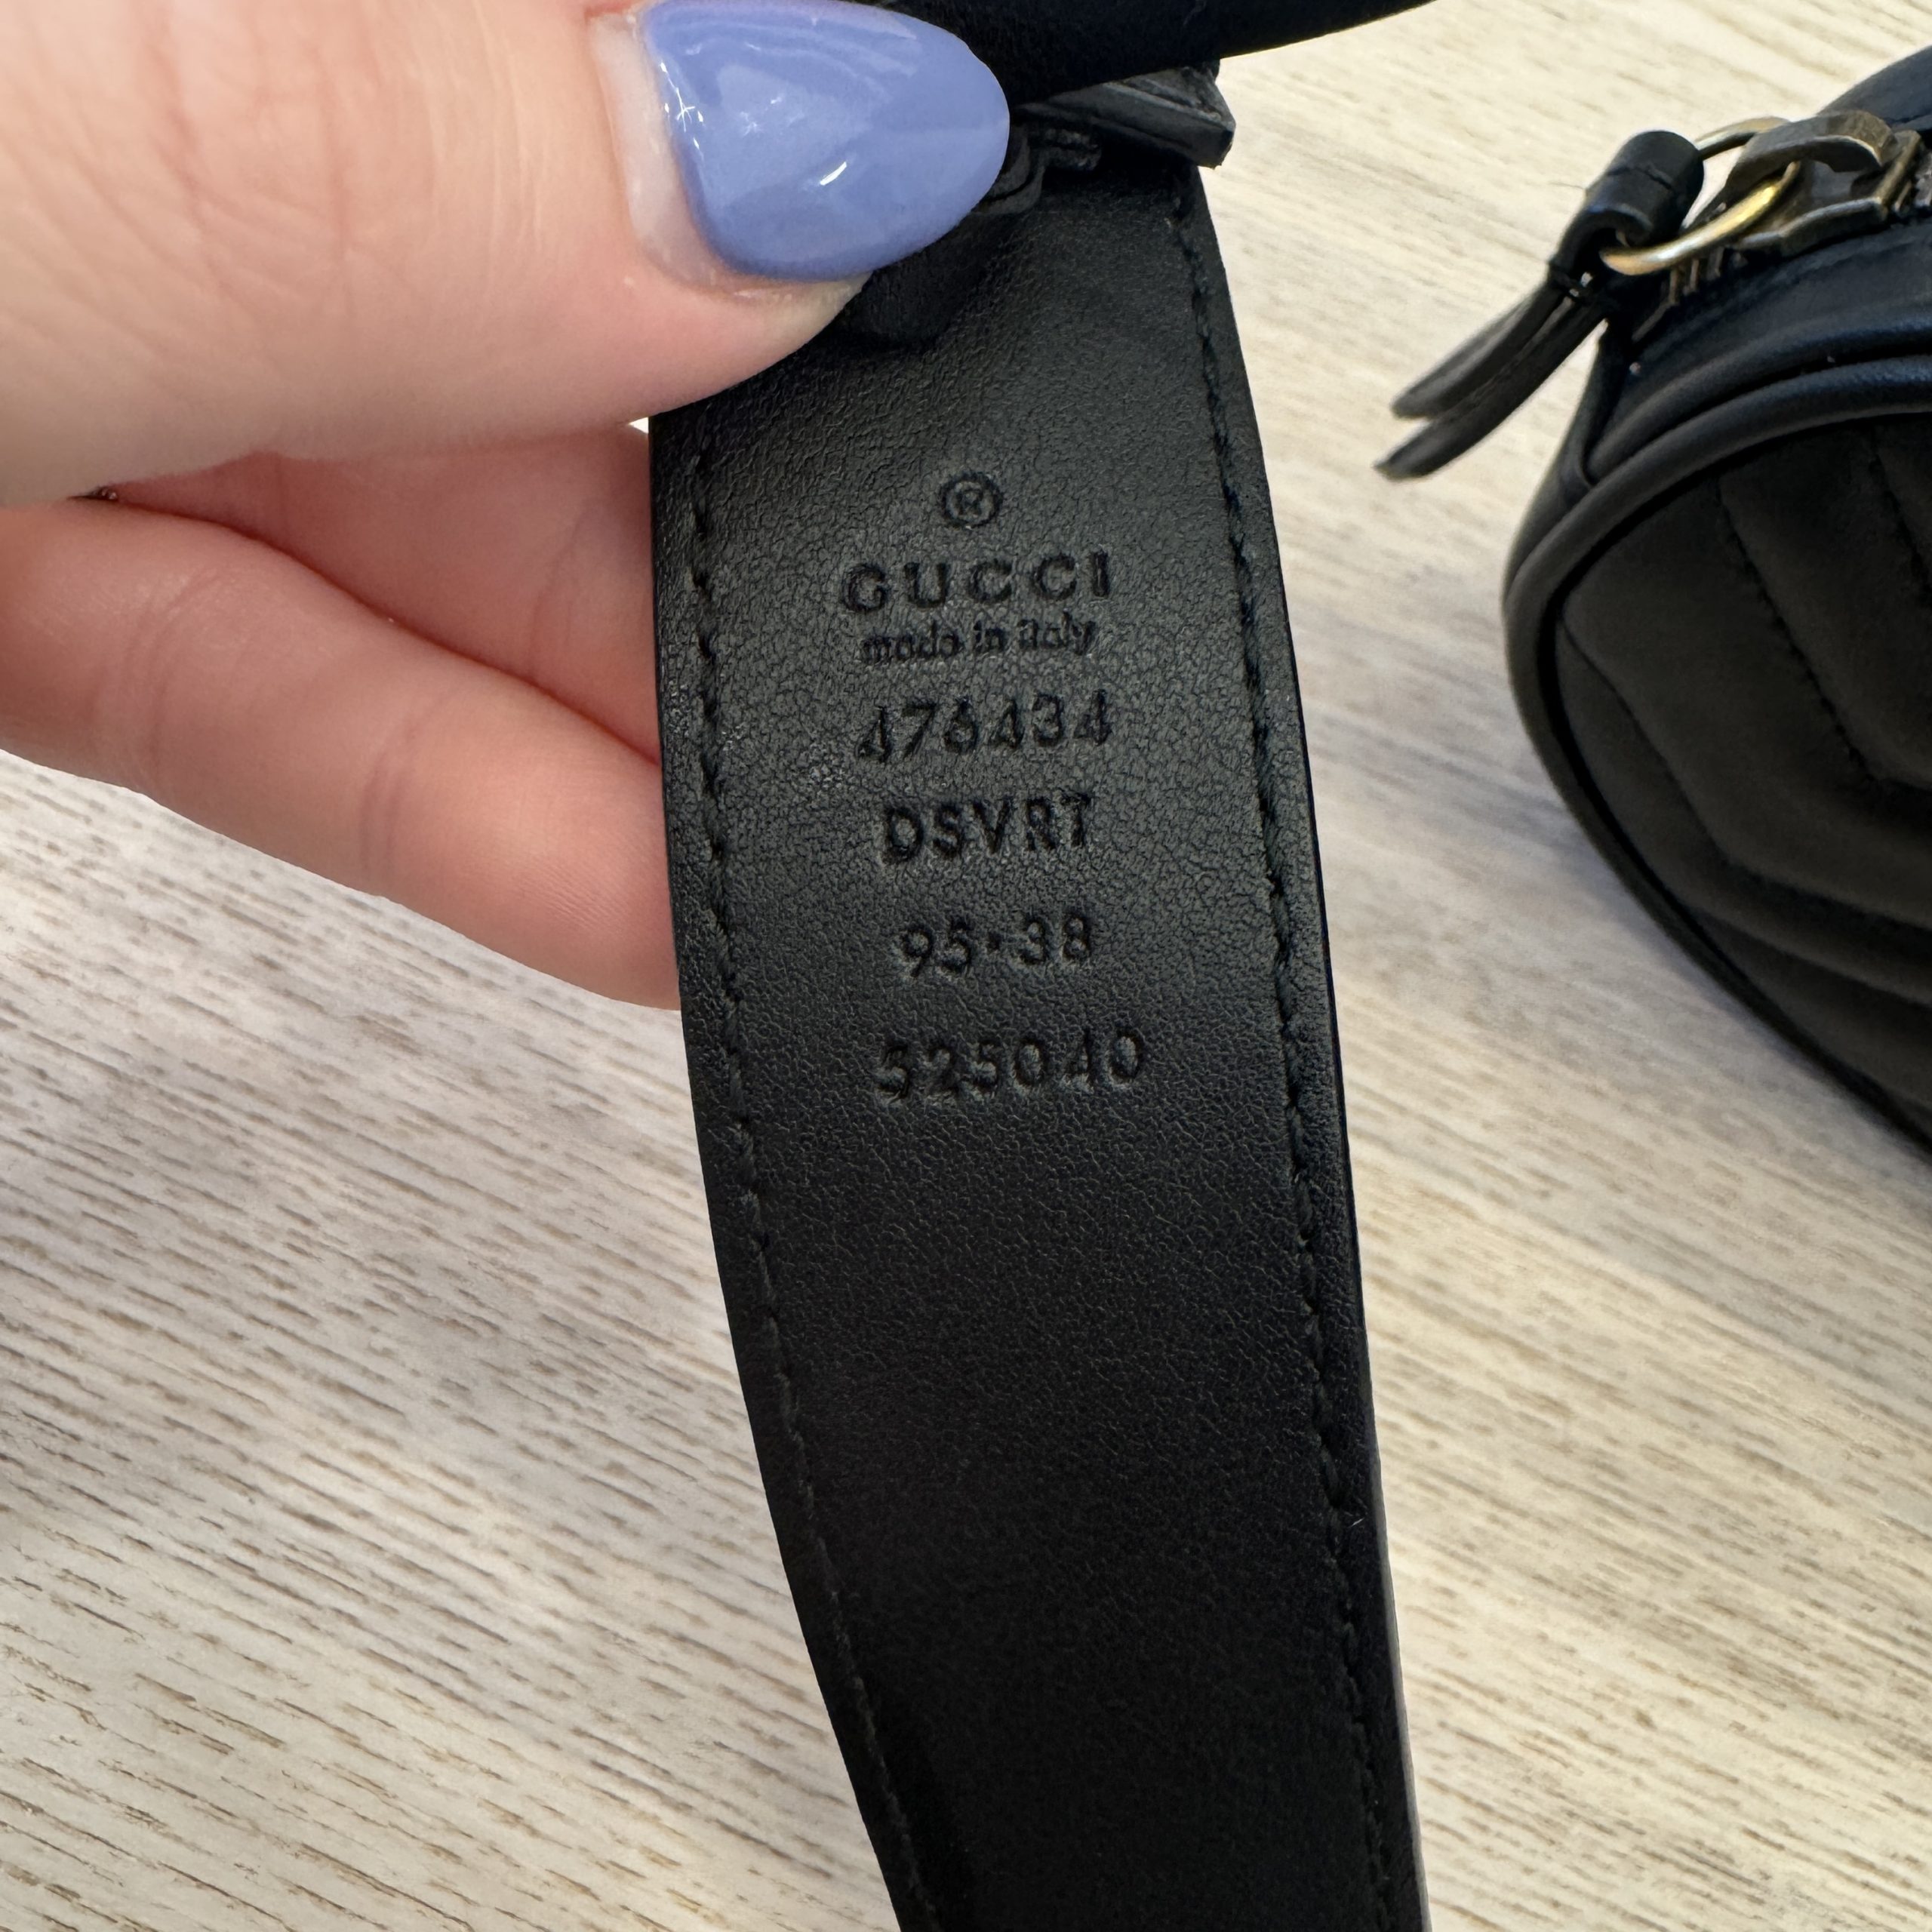 ®
GUCCI
made in italy
476434
DSVRT
95·38
525040